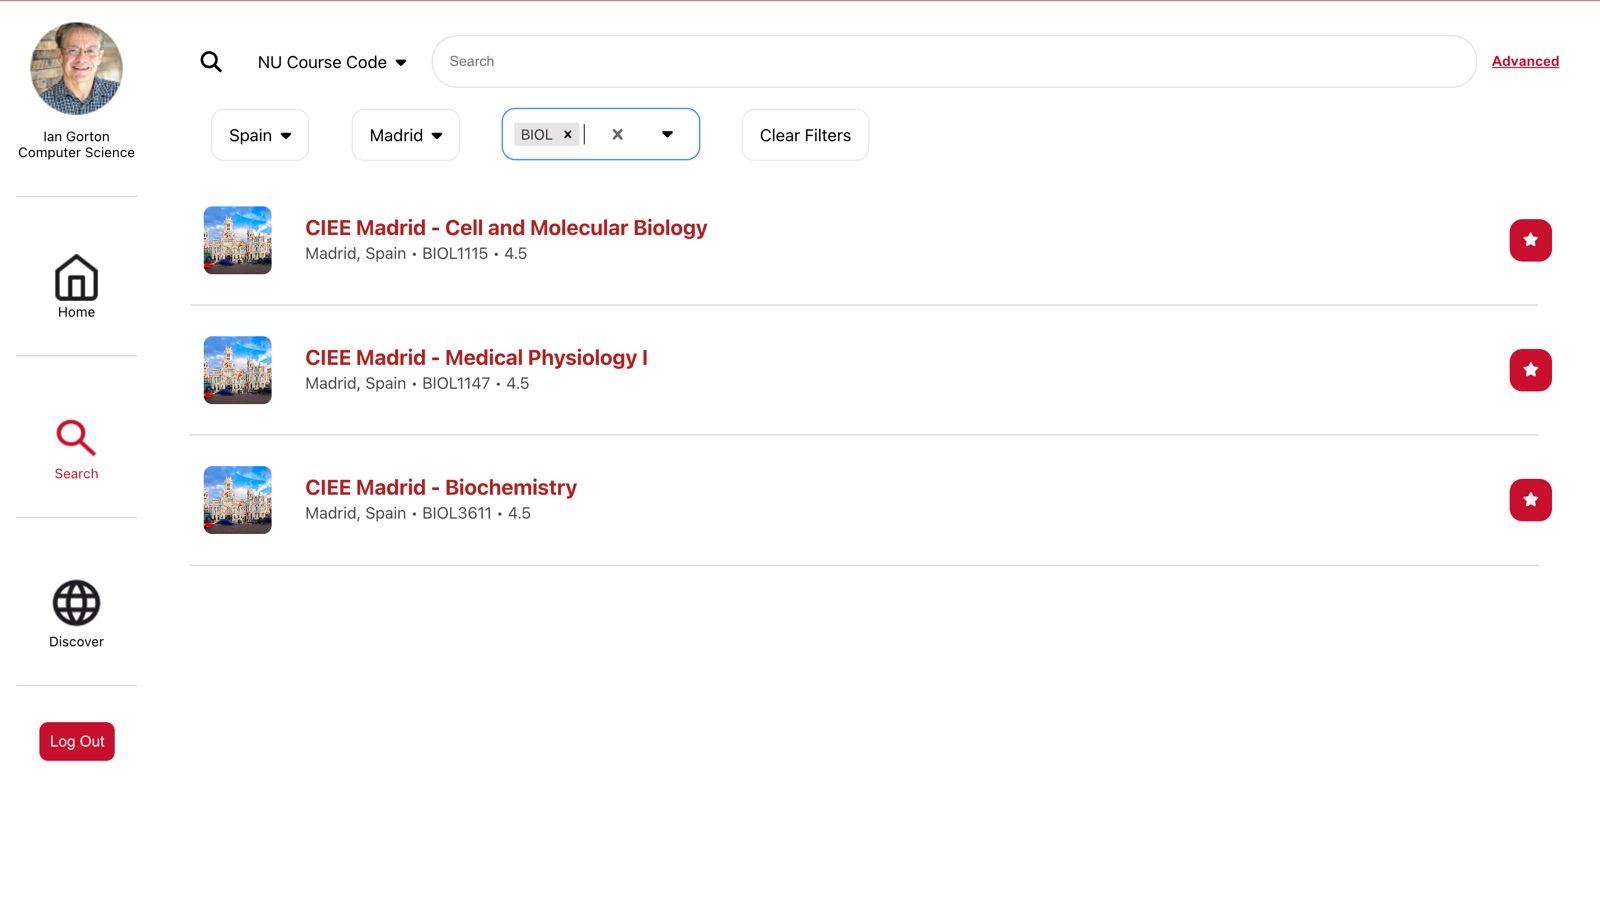 Ian Gorton
Computer Science
Home
Search
Discover
Log Out
NU Course Code
Search
Advanced
Spain
Madrid
BIOL
Clear Filters
CIEE Madrid - Cell and Molecular Biology
Madrid, Spain • BIOL1115 • 4.5
CIEE Madrid - Medical Physiology I
Madrid, Spain • BIOL1147 • 4.5
CIEE Madrid - Biochemistry
Madrid, Spain • BIOL3611 • 4.5